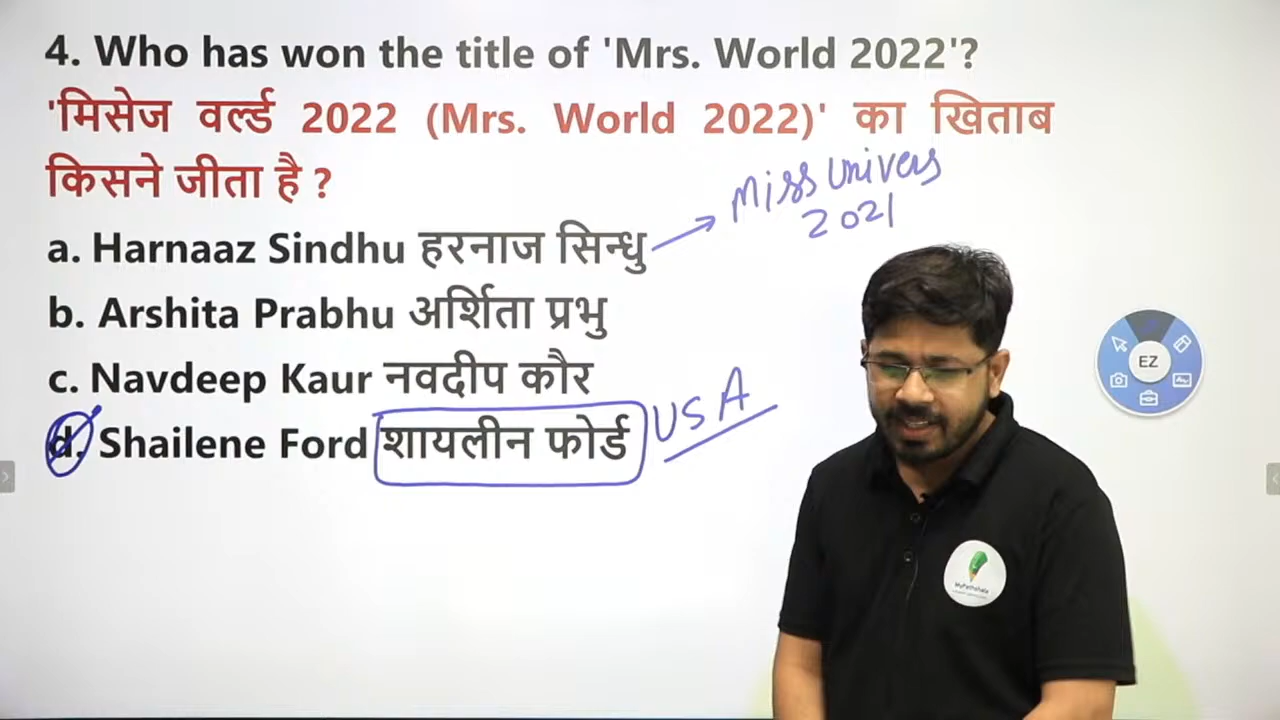 4. Who has won the title of 'Mrs. World 2022'?
'मिसेज वर्ल्ड 2022 (Mrs. World 2022)' का खिताब
किसने जीता है ?
a. Harnaaz Sindhu हरनाज सिन्धु
Miss Univers
2021
b. Arshita Prabhu अर्शिता प्रभु
c. Navdeep Kaur नवदीप कौर
d. Shailene Ford शायलीन फोर्ड
USA
EZ
MyPathshala